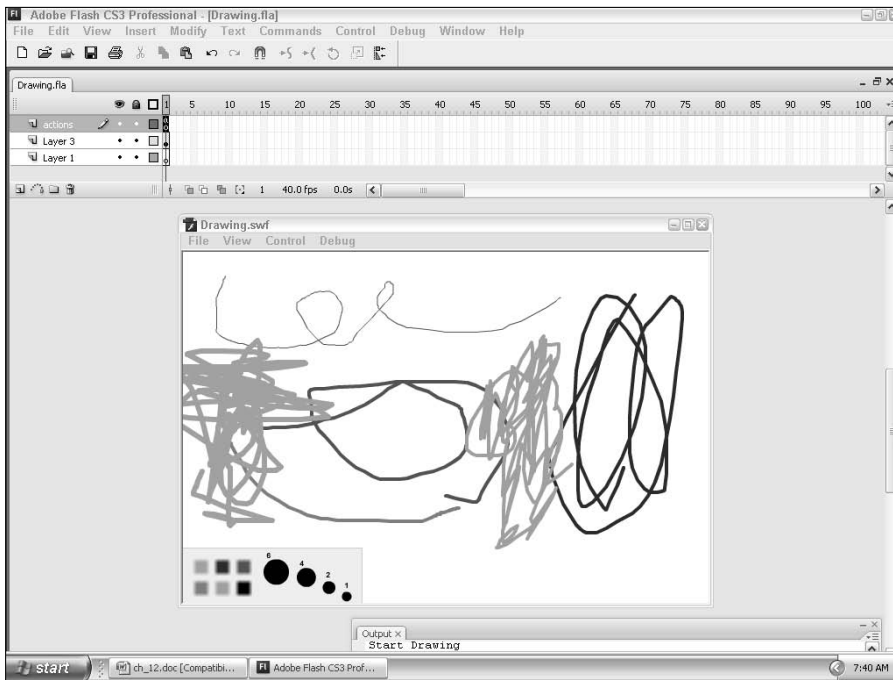 Adobe Flash CS3 Professional - [Drawing.fla]
File Edit View Insert Modify Text Commands Control Debug Window Help
Drawing.fla
1 5 10 15 20 25 30 35 40 45 50 55 60 65 70 75 80 85 90 95 100
actions
Layer 3
Layer 1
1 40.0 fps 0.0s
Drawing.swf
File View Control Debug
6 4 2 1
Output
Start Drawing
start ch_12.doc [Compatibi... Adobe Flash CS3 Prof... 7:40 AM